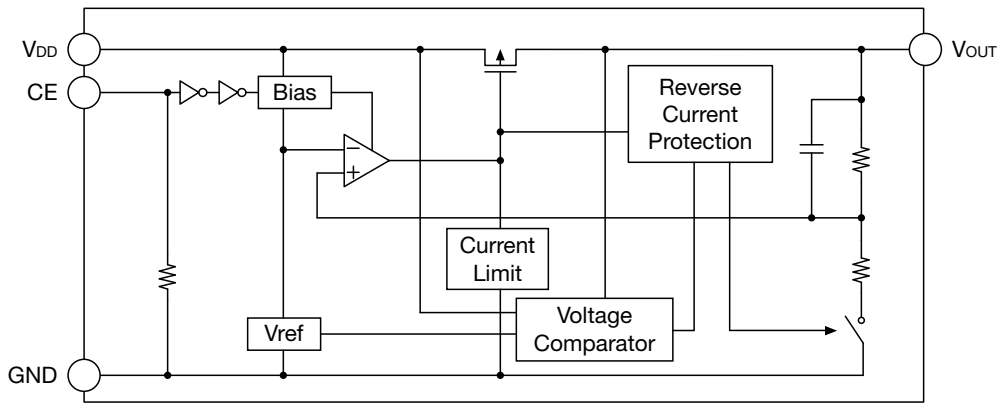 VDD
VOUT
CE
Bias
Reverse
Current
Protection
−
+
Current
Limit
Vref
Voltage
Comparator
GND